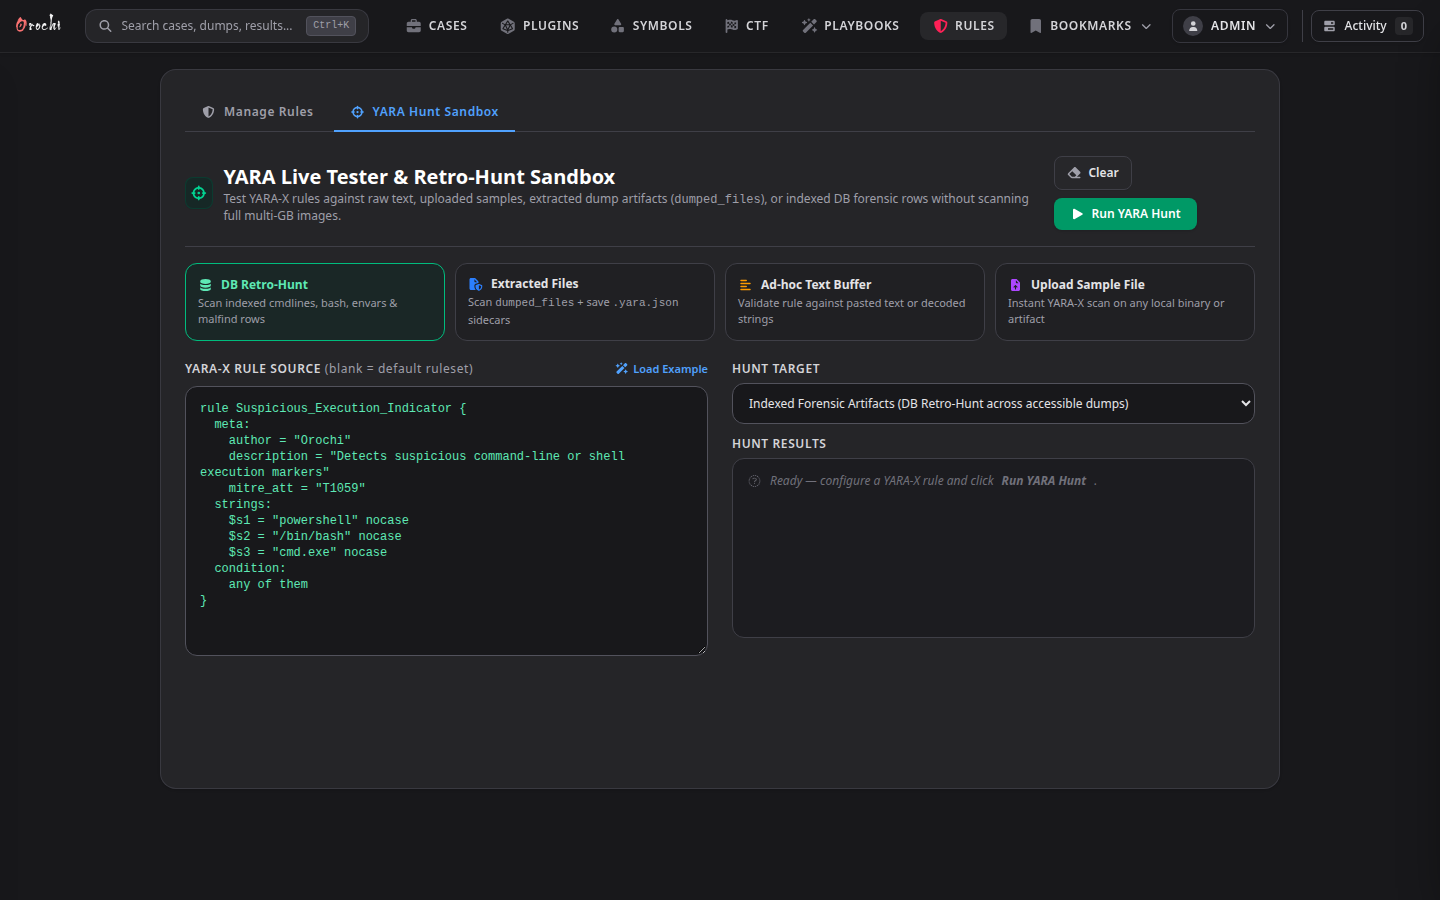 Orochi
Search cases, dumps, results...
Ctrl+K
CASES
PLUGINS
SYMBOLS
CTF
PLAYBOOKS
RULES
BOOKMARKS
ADMIN
Activity
0
Manage Rules
YARA Hunt Sandbox
YARA Live Tester & Retro-Hunt Sandbox
Test YARA-X rules against raw text, uploaded samples, extracted dump artifacts (dumped_files), or indexed DB forensic rows without scanning
full multi-GB images.
Clear
Run YARA Hunt
DB Retro-Hunt
Scan indexed cmdlines, bash, envars &
malfind rows
Extracted Files
Scan dumped_files + save .yara.json
sidecars
Ad-hoc Text Buffer
Validate rule against pasted text or decoded
strings
Upload Sample File
Instant YARA-X scan on any local binary or
artifact
YARA-X RULE SOURCE (blank = default ruleset)
Load Example
rule Suspicious_Execution_Indicator {
  meta:
    author = "Orochi"
    description = "Detects suspicious command-line or shell
execution markers"
    mitre_att = "T1059"
  strings:
    $s1 = "powershell" nocase
    $s2 = "/bin/bash" nocase
    $s3 = "cmd.exe" nocase
  condition:
    any of them
}
HUNT TARGET
Indexed Forensic Artifacts (DB Retro-Hunt across accessible dumps)
HUNT RESULTS
Ready — configure a YARA-X rule and click Run YARA Hunt .